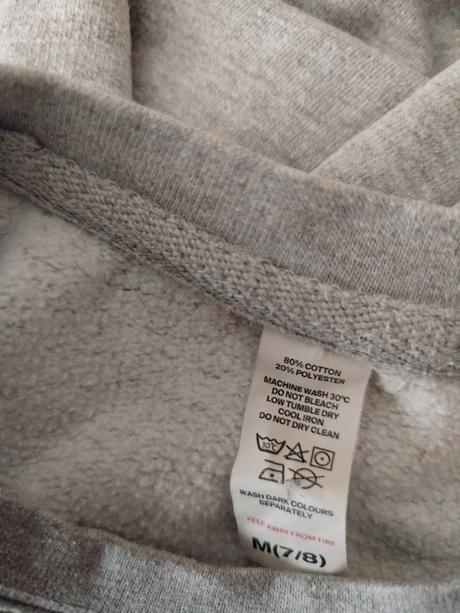 80% COTTON
20% POLYESTER
MACHINE WASH 30°C
DO NOT BLEACH
LOW TUMBLE DRY
COOL IRON
DO NOT DRY CLEAN
30°C
WASH DARK COLOURS
SEPARATELY
KEEP AWAY FROM FIRE
M(7/8)